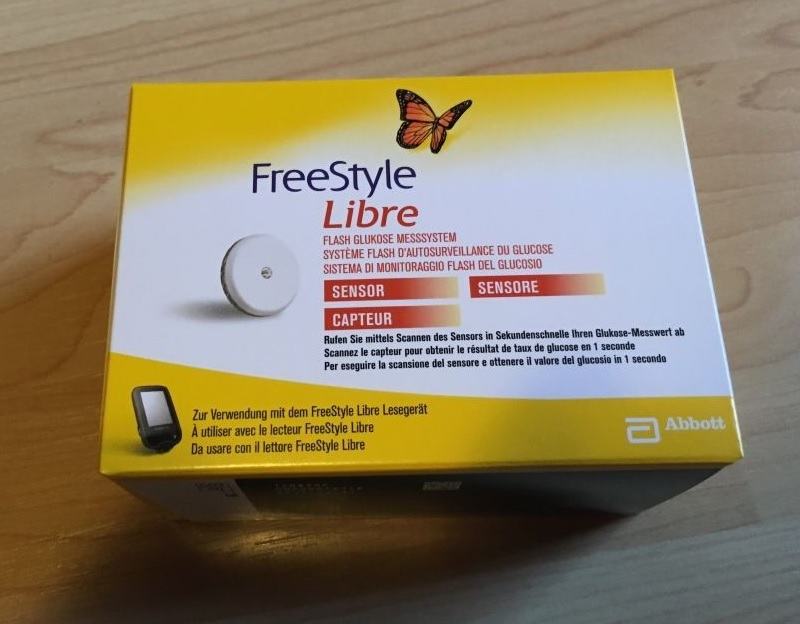 FreeStyle
Libre
FLASH GLUKOSE MESSSYSTEM
SYSTÈME FLASH D'AUTOSURVEILLANCE DU GLUCOSE
SISTEMA DI MONITORAGGIO FLASH DEL GLUCOSIO
SENSOR
SENSORE
CAPTEUR
Rufen Sie mittels Scannen des Sensors in Sekundenschnelle Ihren Glukose-Messwert ab
Scannez le capteur pour obtenir le résultat de taux de glucose en 1 seconde
Per eseguire la scansione del sensore e ottenere il valore del glucosio in 1 secondo
Zur Verwendung mit dem FreeStyle Libre Lesegerät
À utiliser avec le lecteur FreeStyle Libre
Da usare con il lettore FreeStyle Libre
Abbott